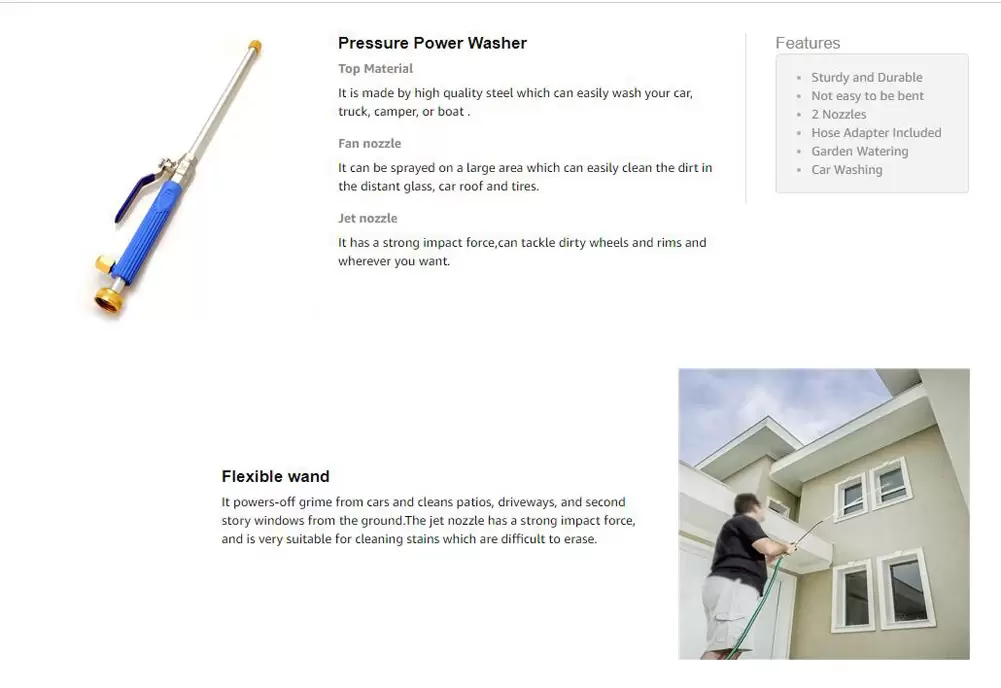 Pressure Power Washer
Top Material
It is made by high quality steel which can easily wash your car,
truck, camper, or boat .
Fan nozzle
It can be sprayed on a large area which can easily clean the dirt in
the distant glass, car roof and tires.
Jet nozzle
It has a strong impact force,can tackle dirty wheels and rims and
wherever you want.
Features
Sturdy and Durable
Not easy to be bent
2 Nozzles
Hose Adapter Included
Garden Watering
Car Washing
Flexible wand
It powers-off grime from cars and cleans patios, driveways, and second
story windows from the ground.The jet nozzle has a strong impact force,
and is very suitable for cleaning stains which are difficult to erase.